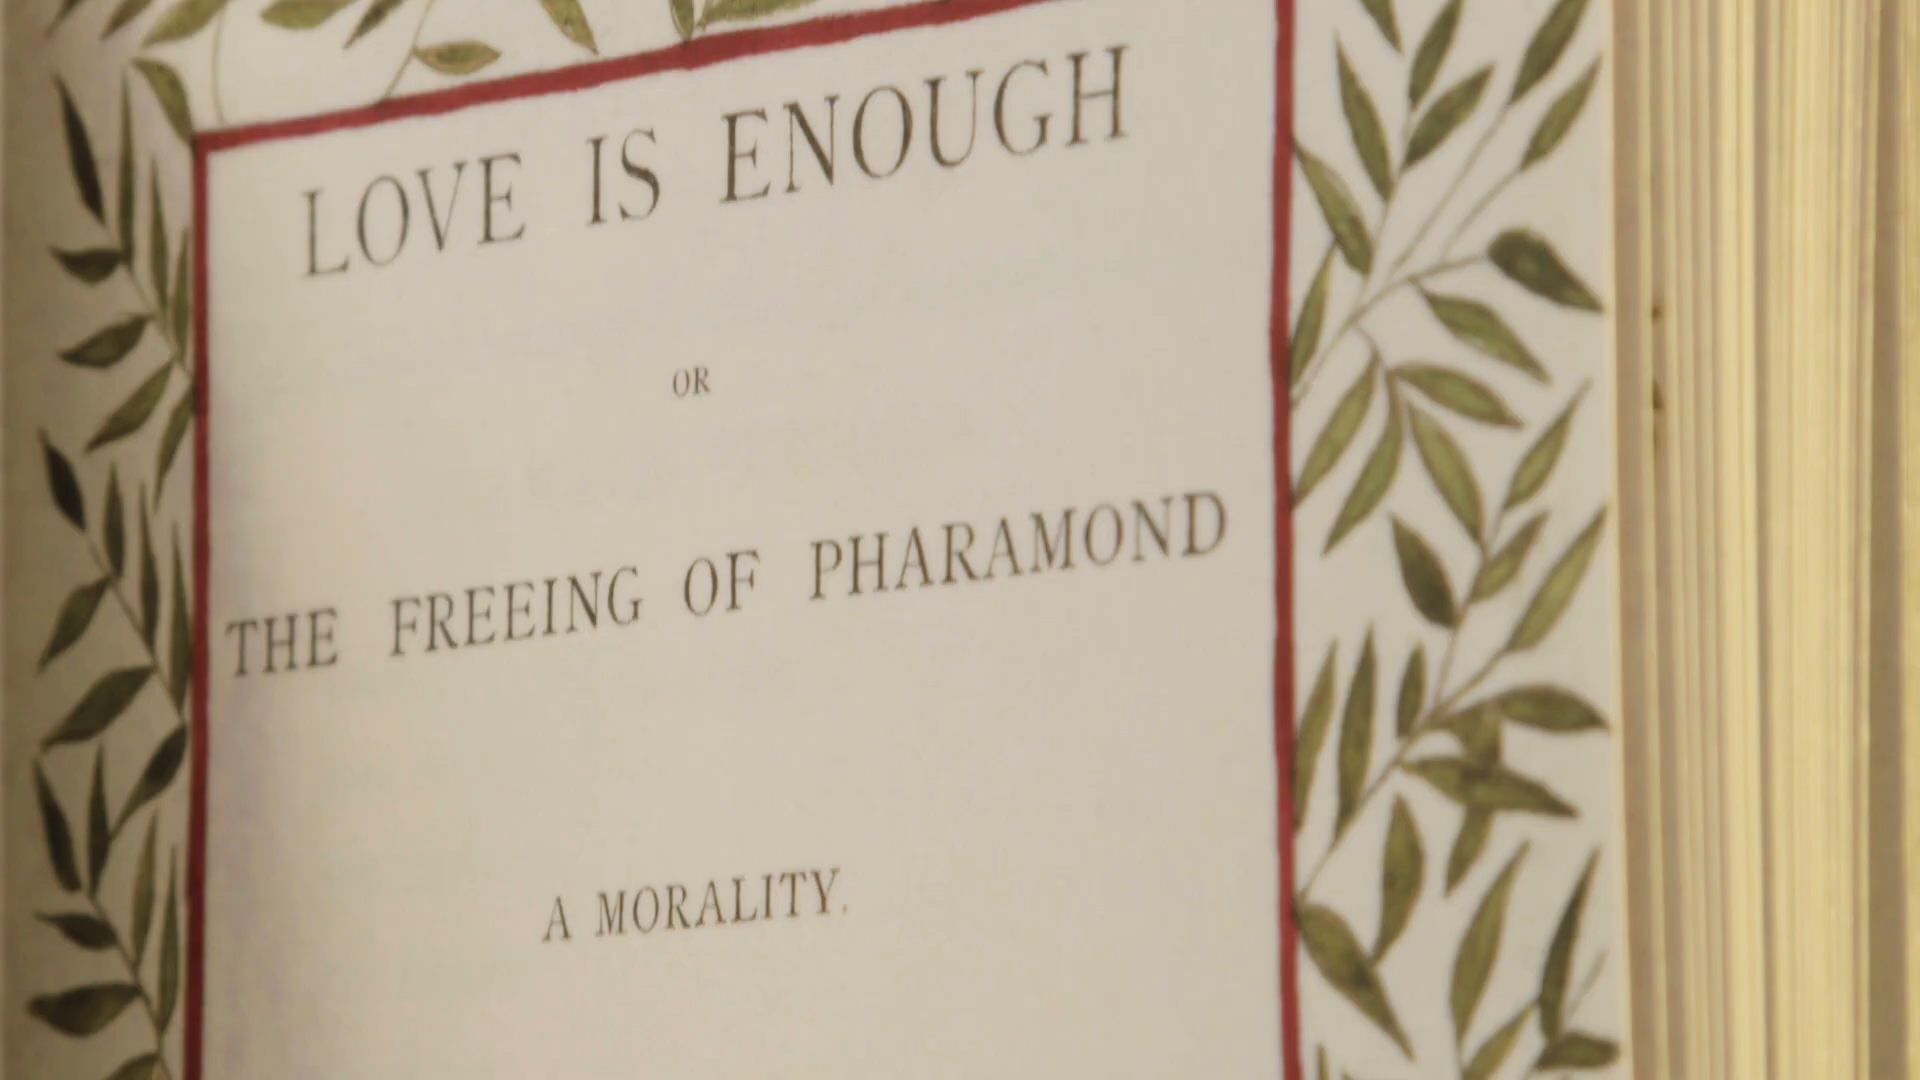 LOVE IS ENOUGH
OR
THE FREEING OF PHARAMOND
A MORALITY.